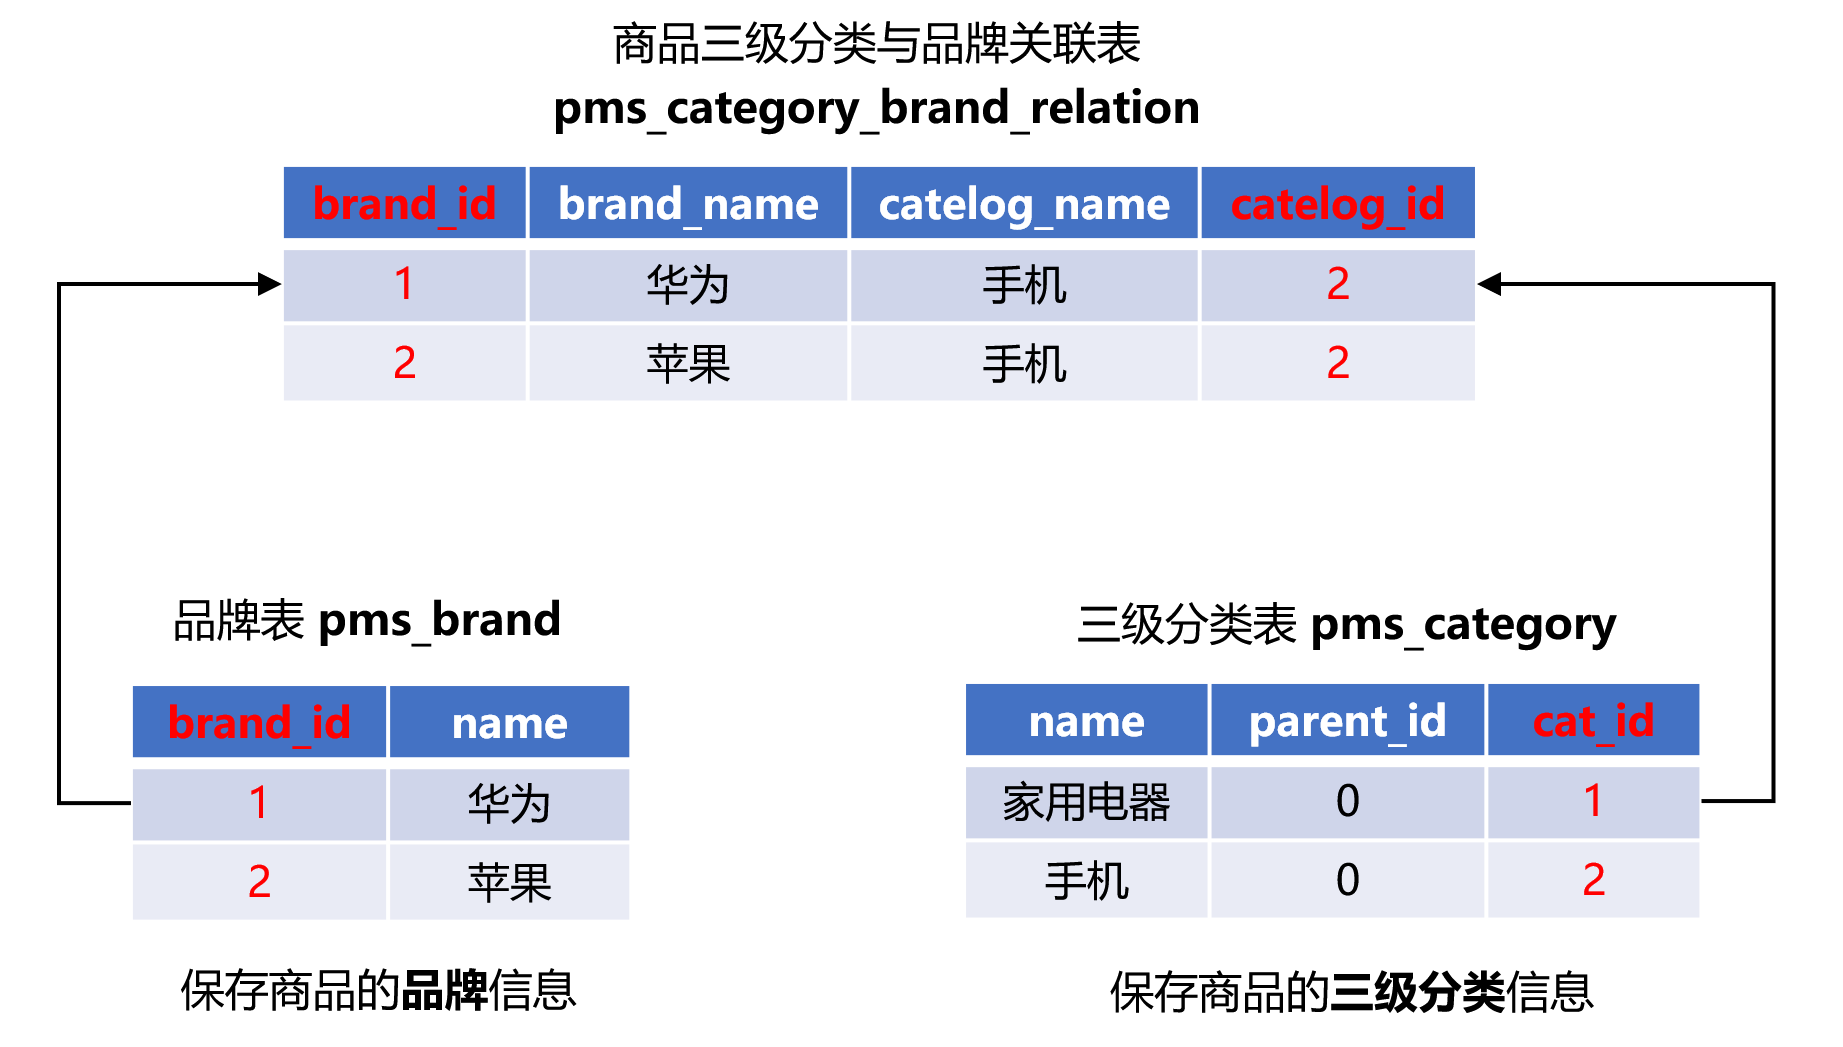 商品三级分类与品牌关联表
pms_category_brand_relation
brand_id brand_name catelog_name catelog_id
1 华为 手机 2
2 苹果 手机 2
品牌表 pms_brand
brand_id name
1 华为
2 苹果
保存商品的品牌信息
三级分类表 pms_category
name parent_id cat_id
家用电器 0 1
手机 0 2
保存商品的三级分类信息